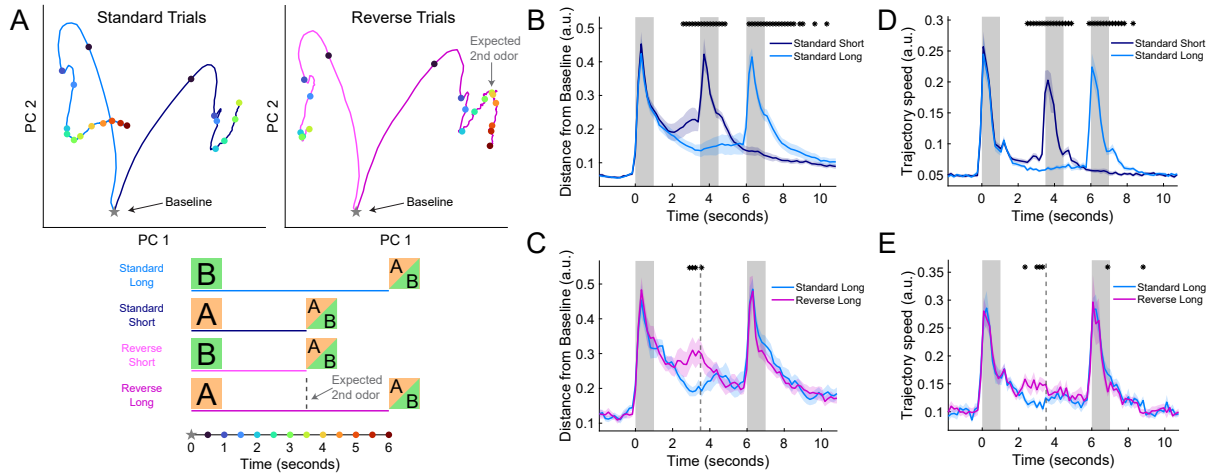 A
Standard Trials
Reverse Trials
Expected
2nd odor
PC 2
PC 2
Baseline
Baseline
PC 1
PC 1
Standard
Long
B
A
B
Standard
Short
A
A
B
Reverse
Short
B
A
B
Reverse
Long
A
Expected
2nd odor
A
B
0 1 2 3 4 5 6
Time (seconds)
B
Standard Short
Standard Long
Distance from Baseline (a.u.)
0.5
0.4
0.3
0.2
0.1
0 2 4 6 8 10
Time (seconds)
C
Standard Long
Reverse Long
Distance from Baseline (a.u.)
0.5
0.4
0.3
0.2
0.1
0 2 4 6 8 10
Time (seconds)
D
Standard Short
Standard Long
Trajectory speed (a.u.)
0.3
0.25
0.2
0.15
0.1
0.05
0 2 4 6 8 10
Time (seconds)
E
Standard Long
Reverse Long
Trajectory speed (a.u.)
0.35
0.3
0.25
0.2
0.15
0.1
0 2 4 6 8 10
Time (seconds)